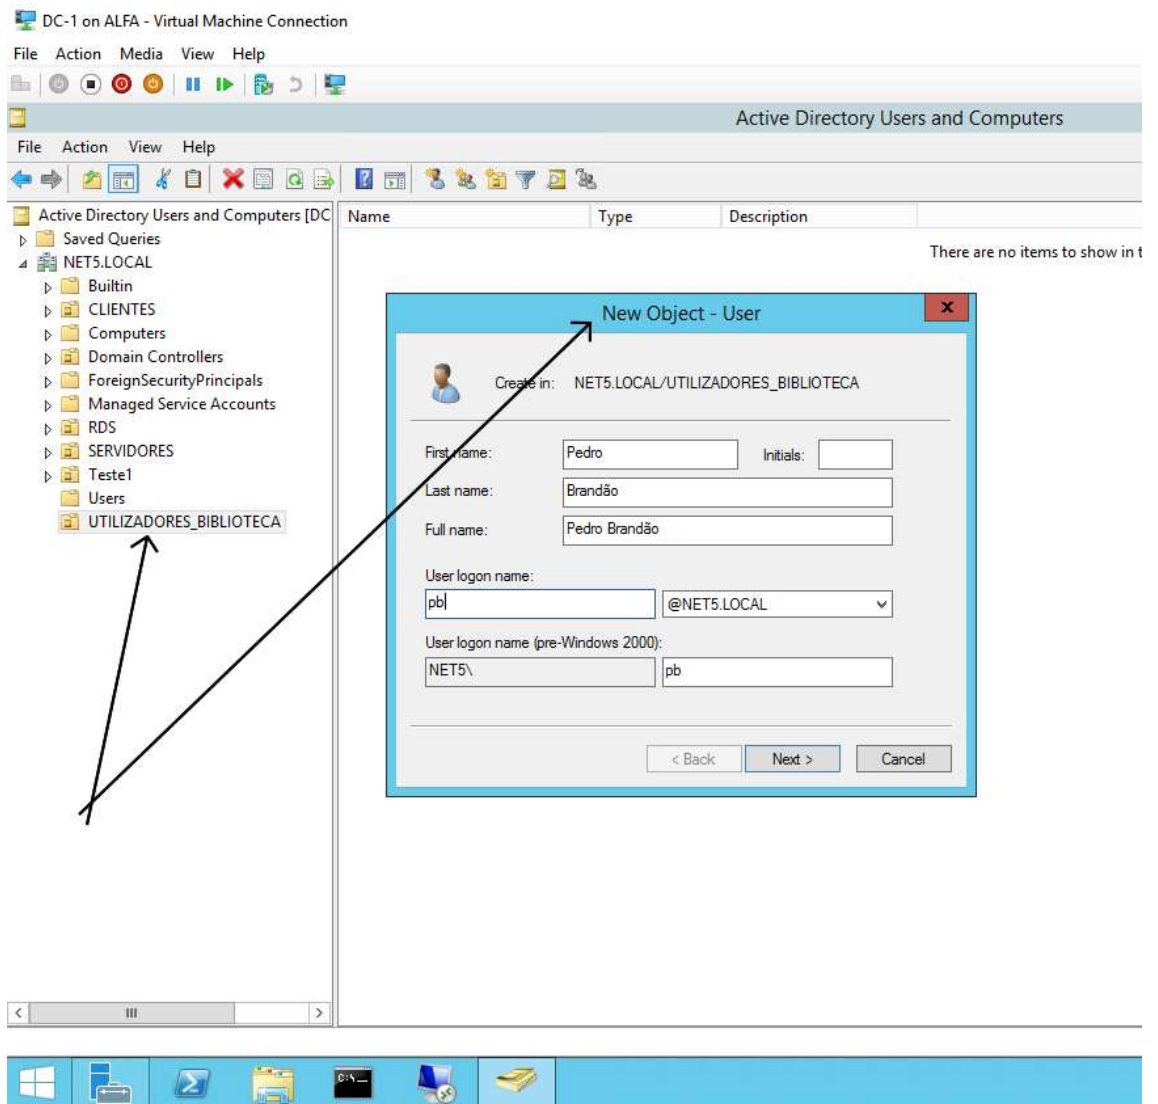 DC-1 on ALFA - Virtual Machine Connection
File Action Media View Help
Active Directory Users and Computers
File Action View Help
Active Directory Users and Computers [DC
Name Type Description
Saved Queries
There are no items to show in t
NET5.LOCAL
Builtin
CLIENTES
Computers
Domain Controllers
ForeignSecurityPrincipals
Managed Service Accounts
RDS
SERVIDORES
Teste1
Users
UTILIZADORES_BIBLIOTECA
New Object - User
X
Create in: NET5.LOCAL/UTILIZADORES_BIBLIOTECA
First name: Pedro Initials:
Last name: Brandão
Full name: Pedro Brandão
User logon name:
pb @NET5.LOCAL
User logon name (pre-Windows 2000):
NET5\ pb
< Back Next > Cancel
C:\_